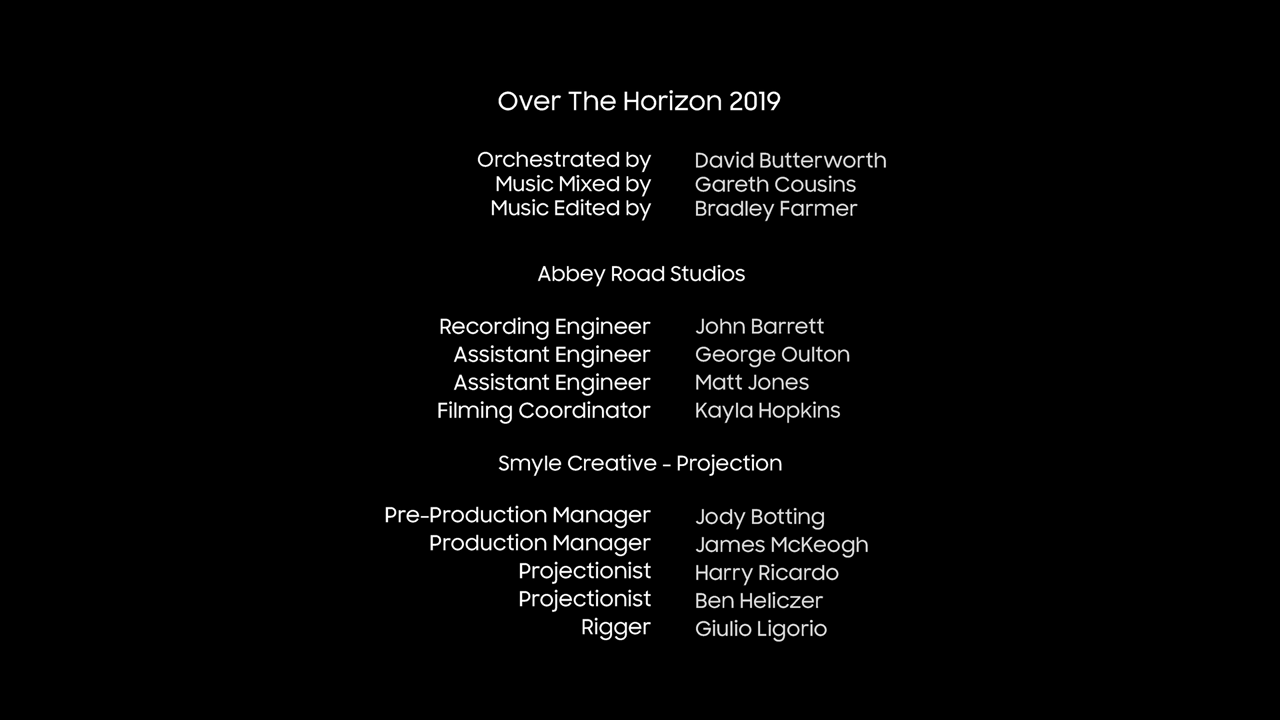 Over The Horizon 2019
Orchestrated by David Butterworth
Music Mixed by Gareth Cousins
Music Edited by Bradley Farmer
Abbey Road Studios
Recording Engineer John Barrett
Assistant Engineer George Oulton
Assistant Engineer Matt Jones
Filming Coordinator Kayla Hopkins
Smyle Creative - Projection
Pre-Production Manager Jody Botting
Production Manager James McKeogh
Projectionist Harry Ricardo
Projectionist Ben Heliczer
Rigger Giulio Ligorio